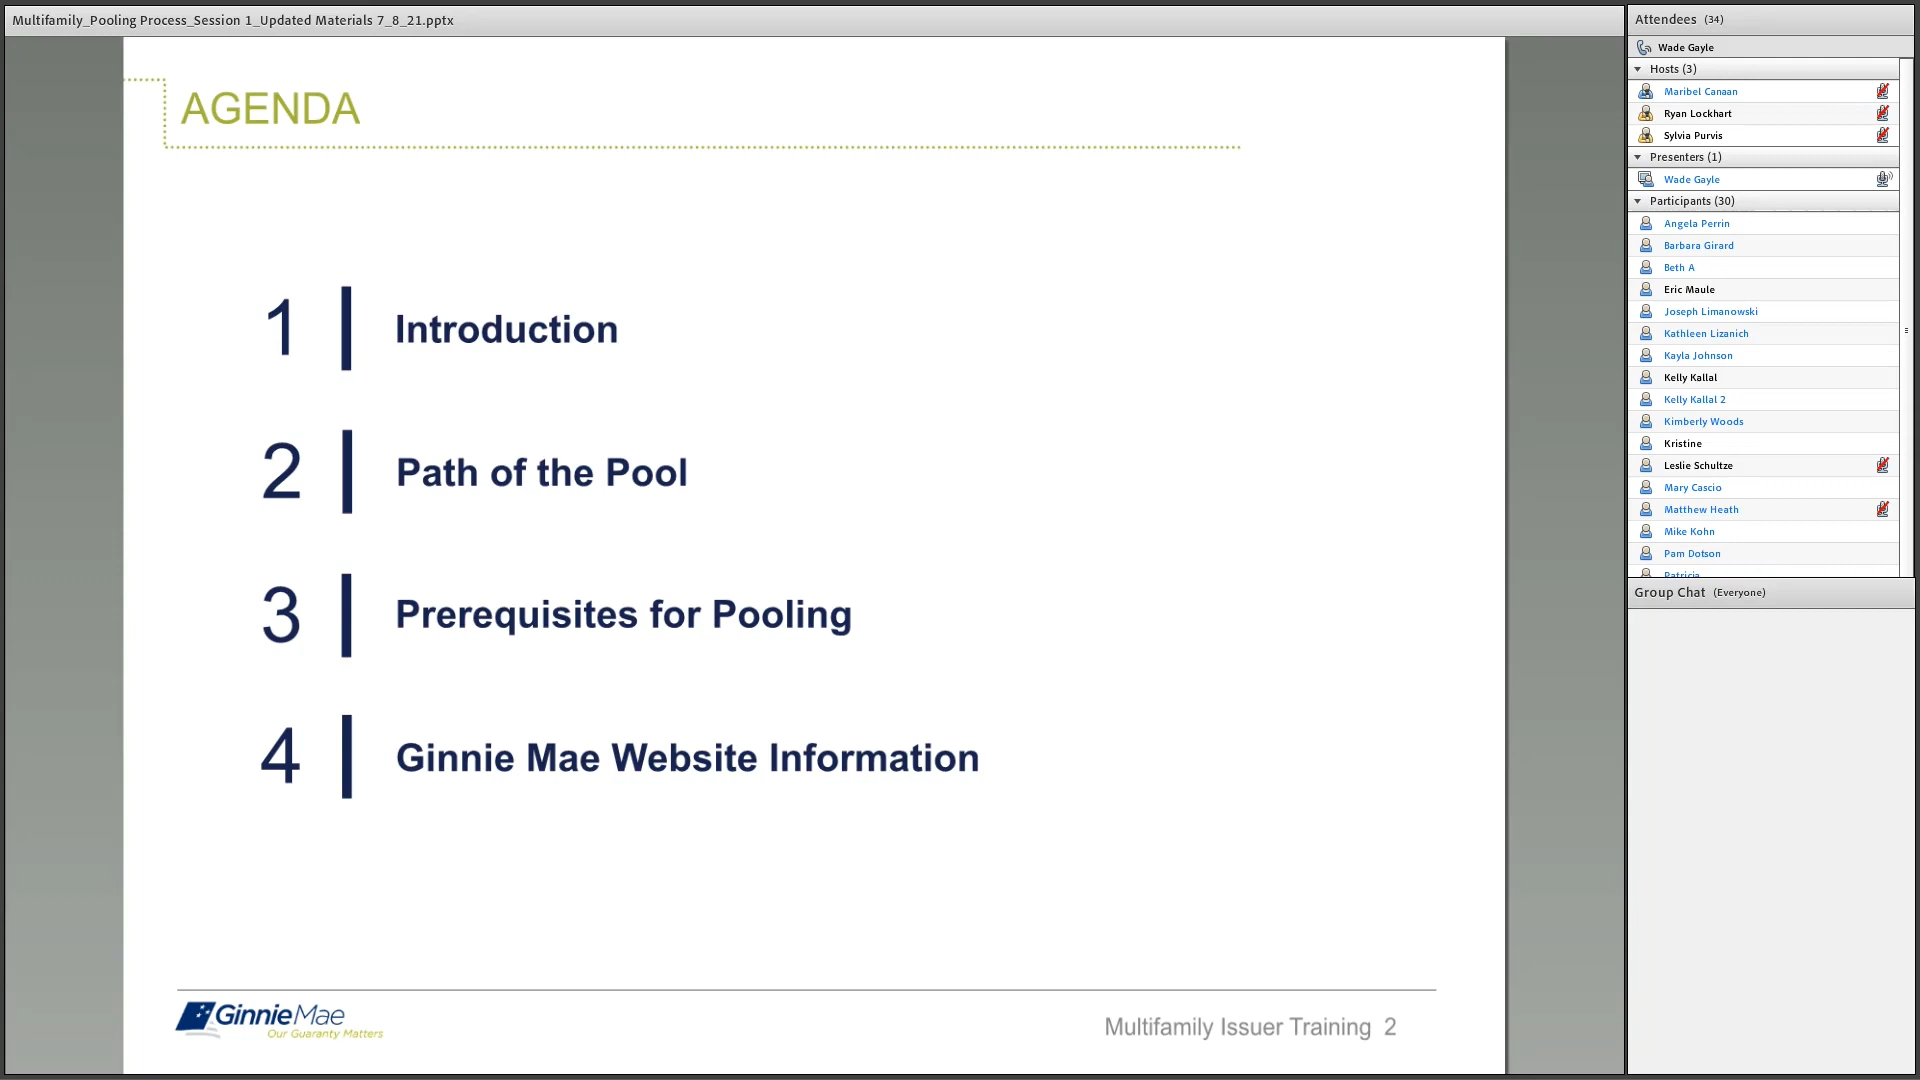 Multifamily_Pooling Process_Session 1_Updated Materials 7_8_21.pptx
AGENDA
1 Introduction
2 Path of the Pool
3 Prerequisites for Pooling
4 Ginnie Mae Website Information
GinnieMae
Our Guaranty Matters
Multifamily Issuer Training 2
Attendees (34)
Wade Gayle
Hosts (3)
Maribel Canaan
Ryan Lockhart
Sylvia Purvis
Presenters (1)
Wade Gayle
Participants (30)
Angela Perrin
Barbara Girard
Beth A
Eric Maule
Joseph Limanowski
Kathleen Lizanich
Kayla Johnson
Kelly Kallal
Kelly Kallal 2
Kimberly Woods
Kristine
Leslie Schultze
Mary Cascio
Matthew Heath
Mike Kohn
Pam Dotson
Patricia
Group Chat (Everyone)